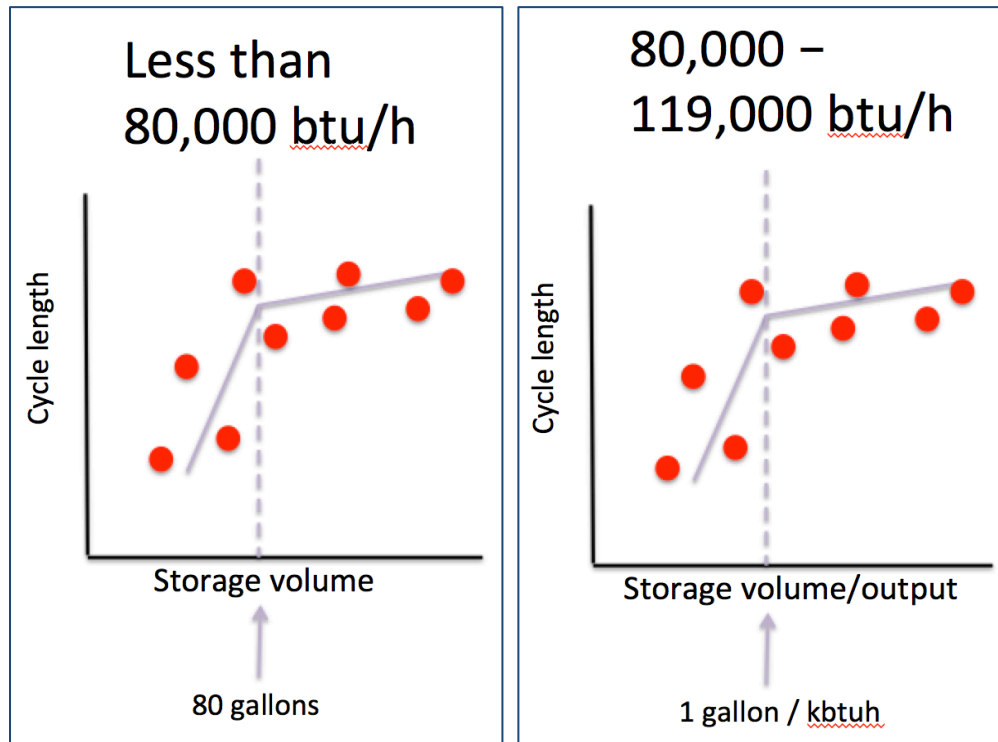 Less than
80,000 btu/h
Cycle length
Storage volume
80 gallons
80,000 –
119,000 btu/h
Cycle length
Storage volume/output
1 gallon / kbtuh